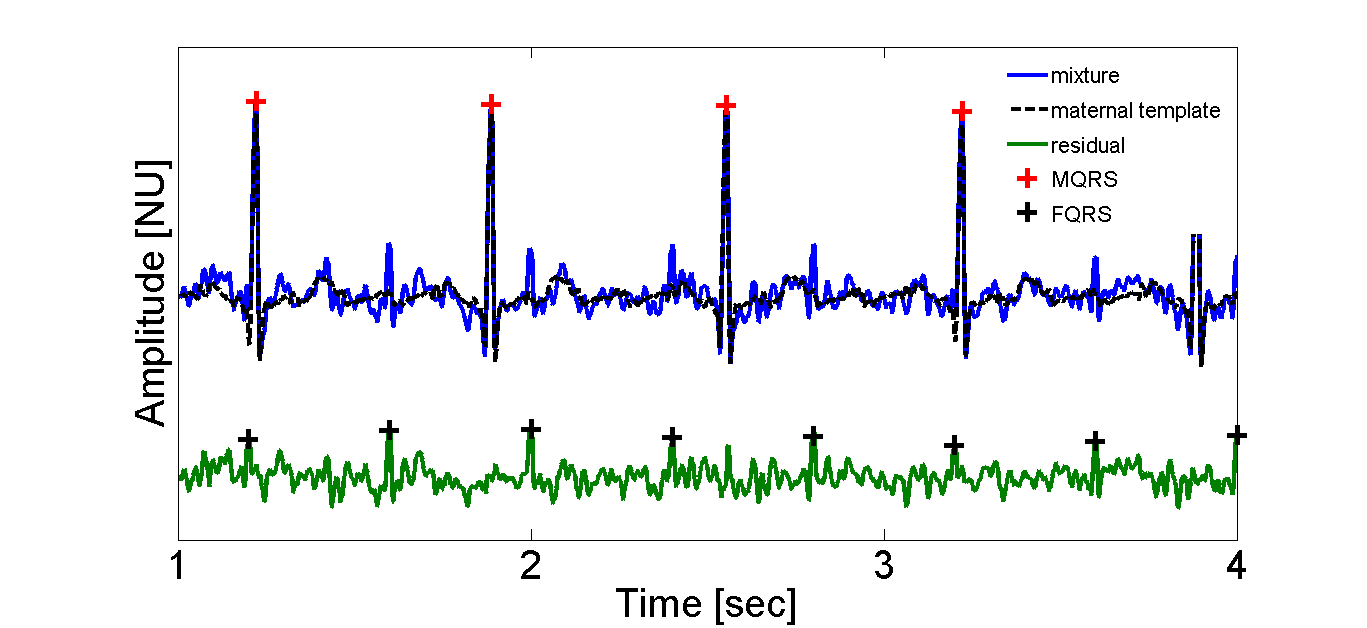 mixture
maternal template
residual
MQRS
FQRS
Amplitude [NU]
1 2 3 4
Time [sec]